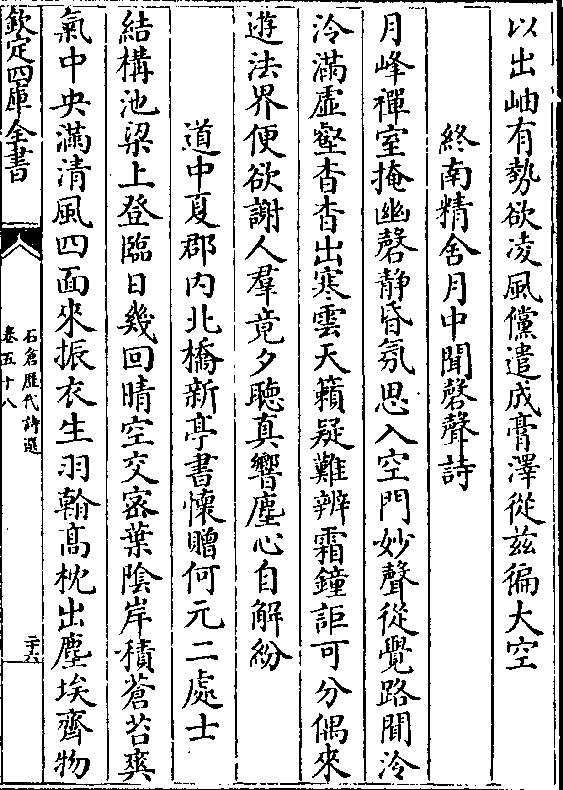 以出岫有勢欲凌風儻遣成膏澤從兹徧大空
終南精舍月中聞磬聲詩
月峰禪室掩幽磬静昏氛思入空門妙聲從覺路聞泠
泠滿虛壑杳杳出寒雲天籟疑難辨霜鐘詎可分偶來
遊法界便欲謝人羣竟夕聽真響塵心自解紛
道中夏郡内北橋新亭書懷贈何元二處士
結構池梁上登臨日幾回晴空交宻葉陰岸積蒼苔爽
氣中央滿清風四面來振衣生羽翰髙枕出塵埃齊物
欽定四庫全書
石倉歷代詩選
卷五十八
二十六